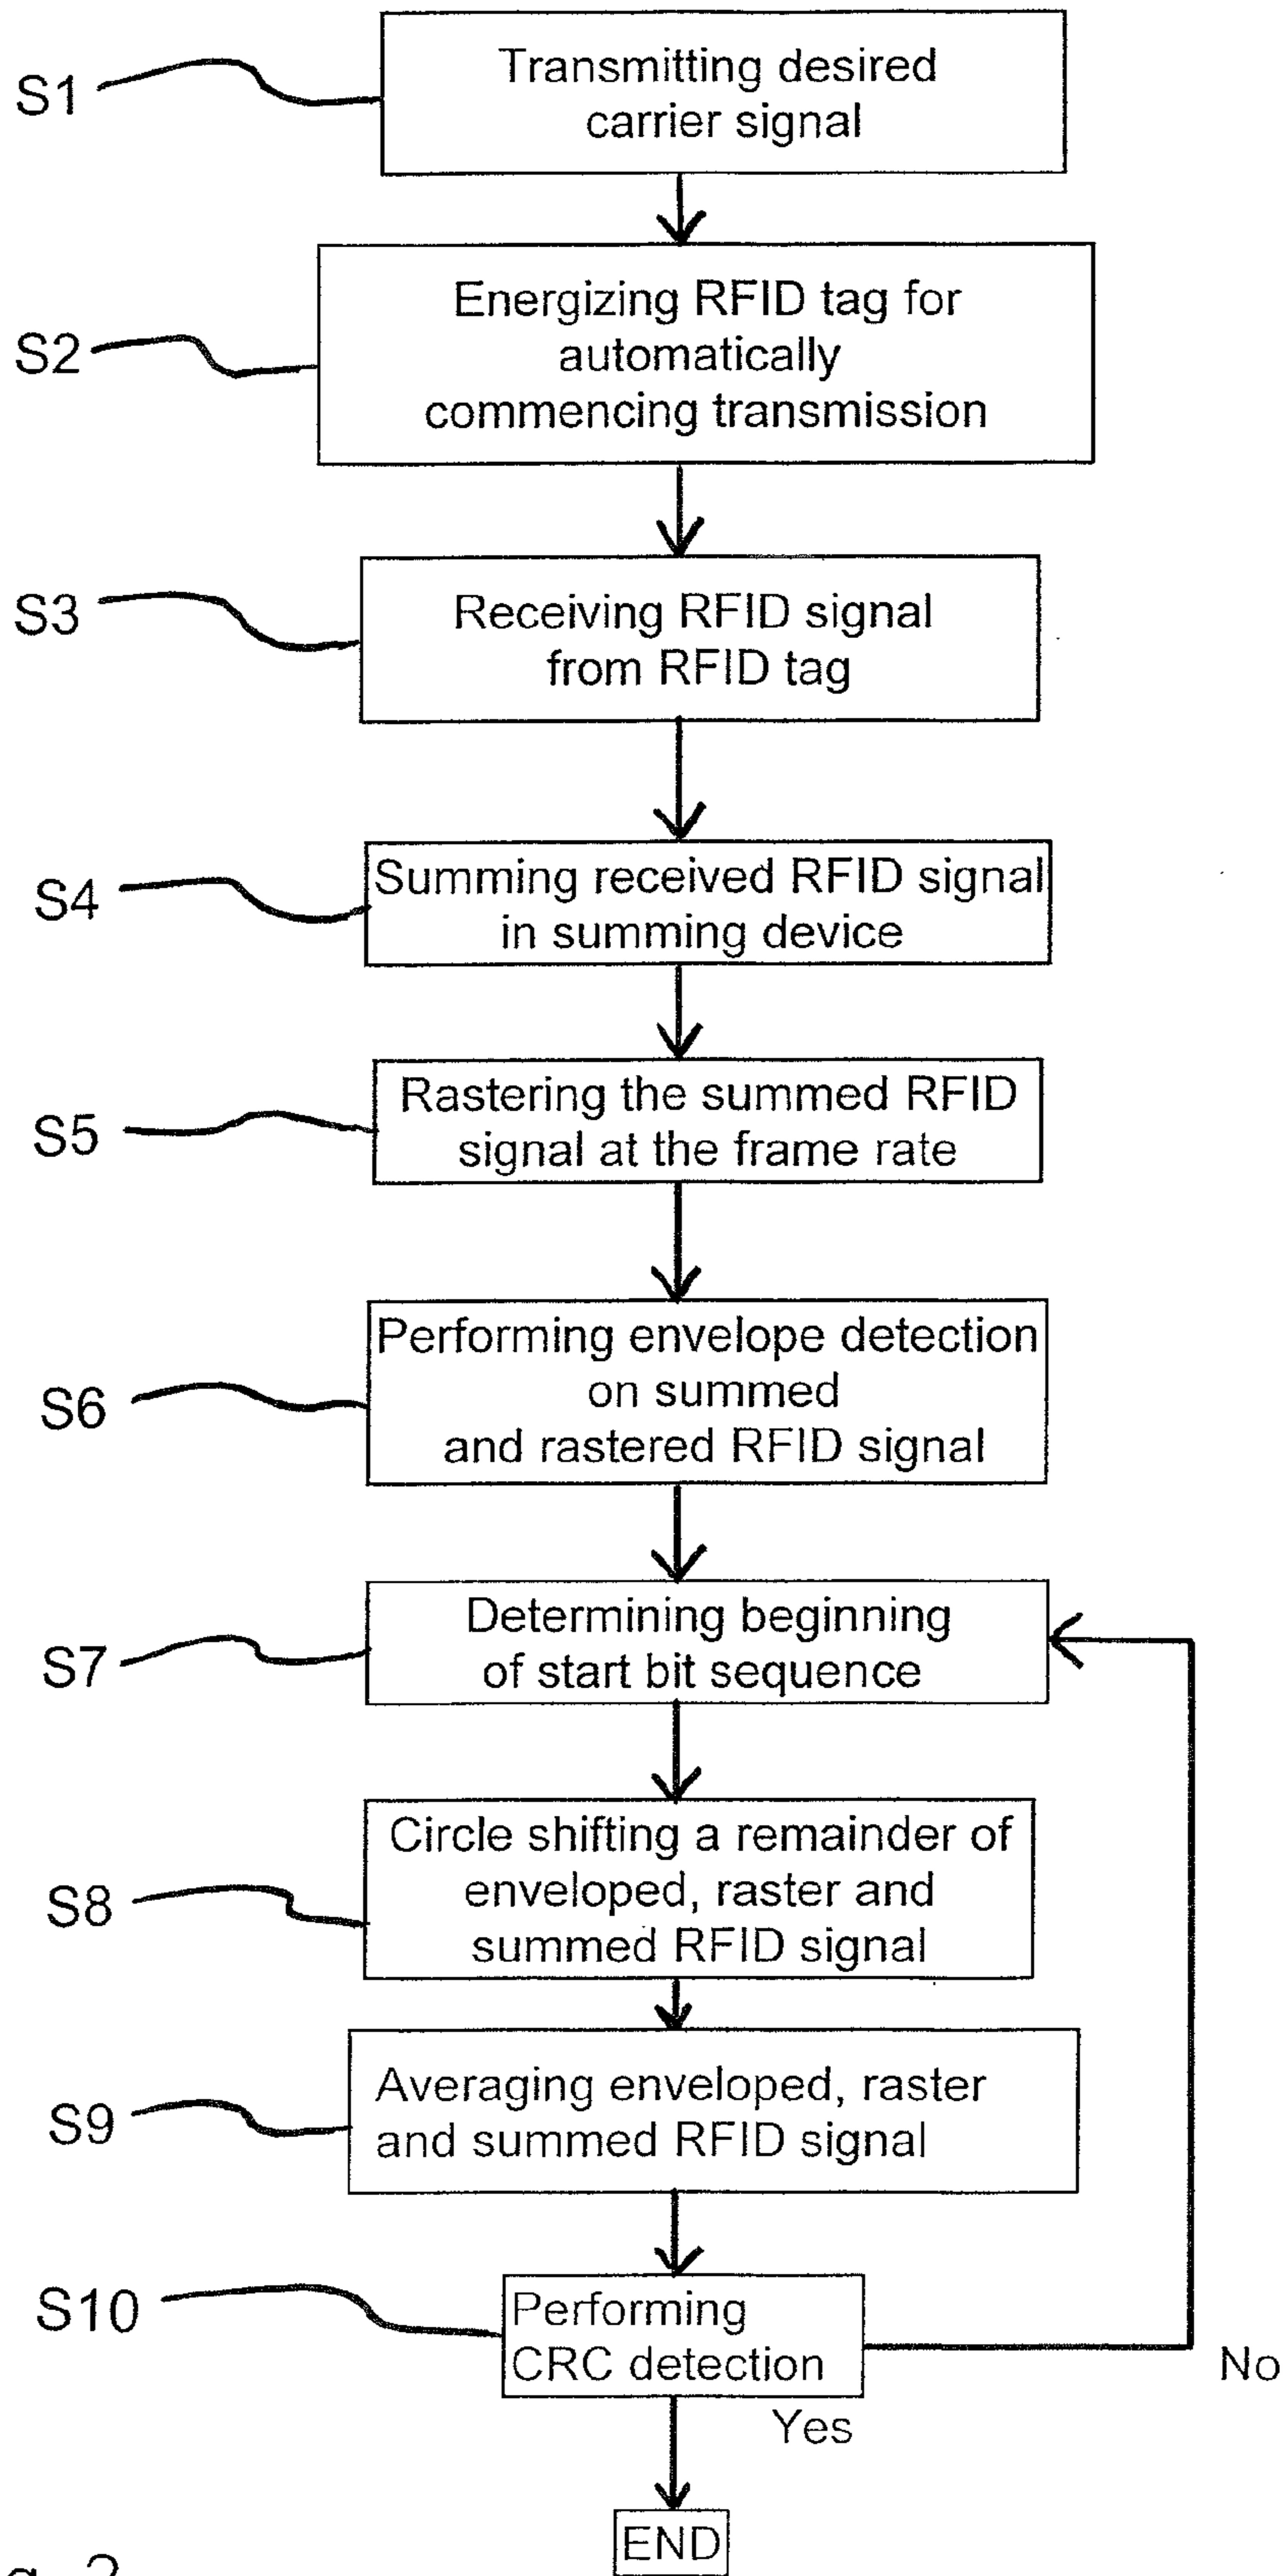 S1
Transmitting desired
carrier signal
S2
Energizing RFID tag for
automatically
commencing transmission
S3
Receiving RFID signal
from RFID tag
S4
Summing received RFID signal
in summing device
S5
Rastering the summed RFID
signal at the frame rate
S6
Performing envelope detection
on summed
and rastered RFID signal
S7
Determining beginning
of start bit sequence
S8
Circle shifting a remainder of
enveloped, raster and
summed RFID signal
S9
Averaging enveloped, raster
and summed RFID signal
S10
Performing
CRC detection
No
Yes
END